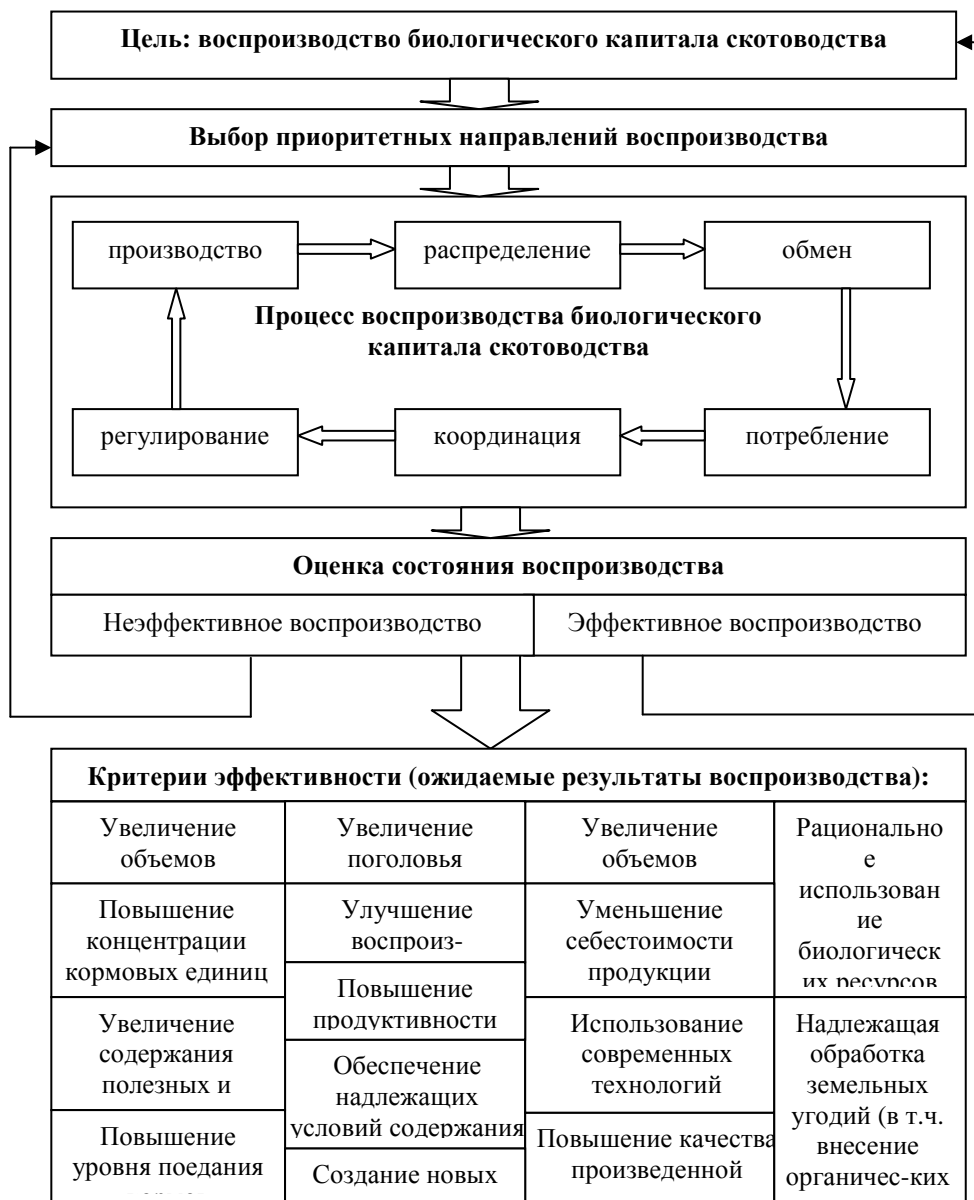 Цель: воспроизводство биологического капитала скотоводства
Выбор приоритетных направлений воспроизводства
производство
распределение
обмен
Процесс воспроизводства биологического
капитала скотоводства
регулирование
координация
потребление
Оценка состояния воспроизводства
Неэффективное воспроизводство
Эффективное воспроизводство
Критерии эффективности (ожидаемые результаты воспроизводства):
Увеличение
объемов
Повышение
концентрации
кормовых единиц
Увеличение
содержания
полезных и
Повышение
уровня поедания
Увеличение
поголовья
Улучшение
воспроиз-
Повышение
продуктивности
Обеспечение
надлежащих
условий содержания
Создание новых
Увеличение
объемов
Уменьшение
себестоимости
продукции
Использование
современных
технологий
Повышение качества
произведенной
Рационально
е
использован
ие
биологическ
их ресурсов
Надлежащая
обработка
земельных
угодий (в т.ч.
внесение
органичес-ких